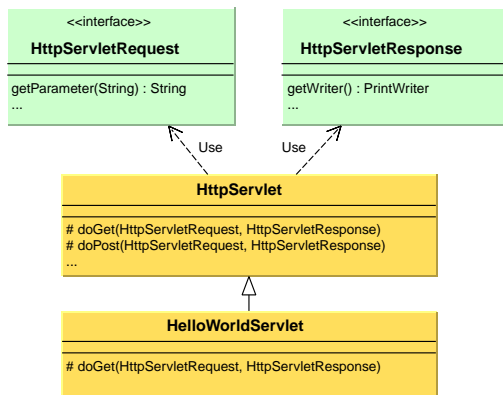 <<interface>>
HttpServletRequest
getParameter(String) : String
...
<<interface>>
HttpServletResponse
getWriter() : PrintWriter
...
Use
Use
HttpServlet
# doGet(HttpServletRequest, HttpServletResponse)
# doPost(HttpServletRequest, HttpServletResponse)
...
HelloWorldServlet
# doGet(HttpServletRequest, HttpServletResponse)